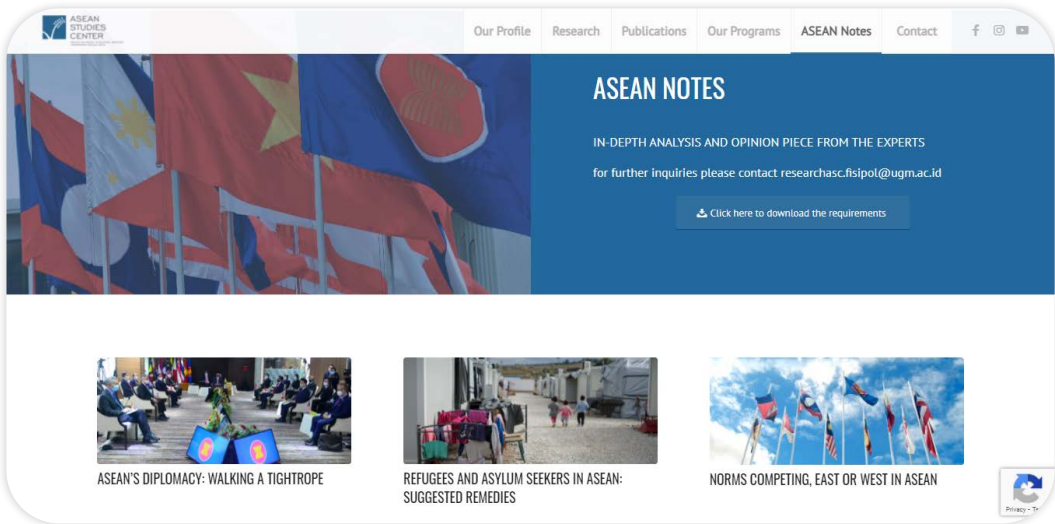 ASEAN
STUDIES
CENTER
Our Profile Research Publications Our Programs ASEAN Notes Contact
ASEAN NOTES
IN-DEPTH ANALYSIS AND OPINION PIECE FROM THE EXPERTS
for further inquiries please contact researchasc.fisipol@ugm.ac.id
Click here to download the requirements
ASEAN'S DIPLOMACY: WALKING A TIGHTROPE
REFUGEES AND ASYLUM SEEKERS IN ASEAN:
SUGGESTED REMEDIES
NORMS COMPETING, EAST OR WEST IN ASEAN
Privacy -